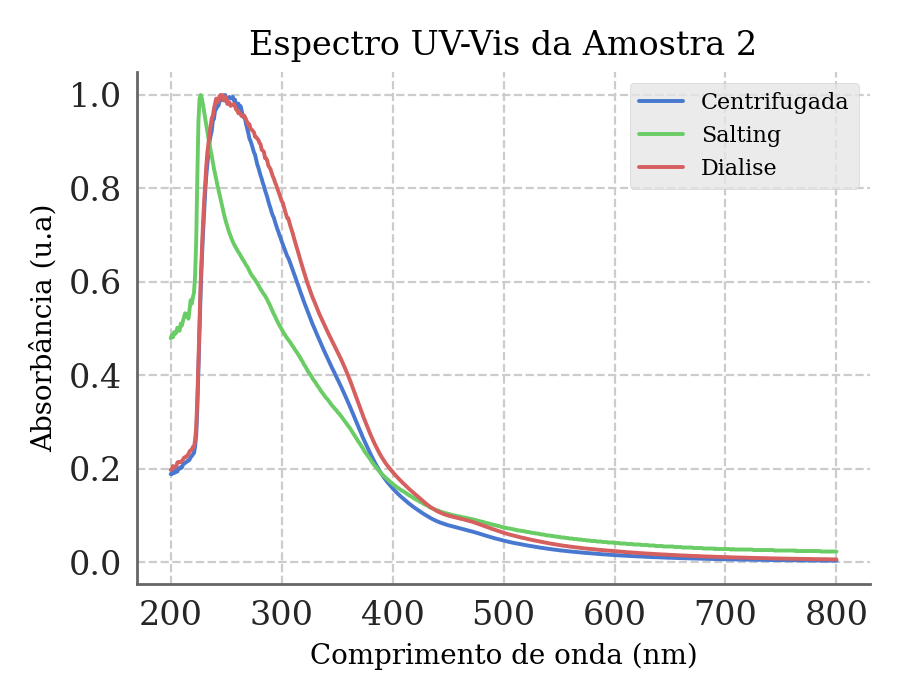 Espectro UV-Vis da Amostra 2
Centrifugada
Salting
Dialise
Absorbância (u.a)
1.0
0.8
0.6
0.4
0.2
0.0
200 300 400 500 600 700 800
Comprimento de onda (nm)